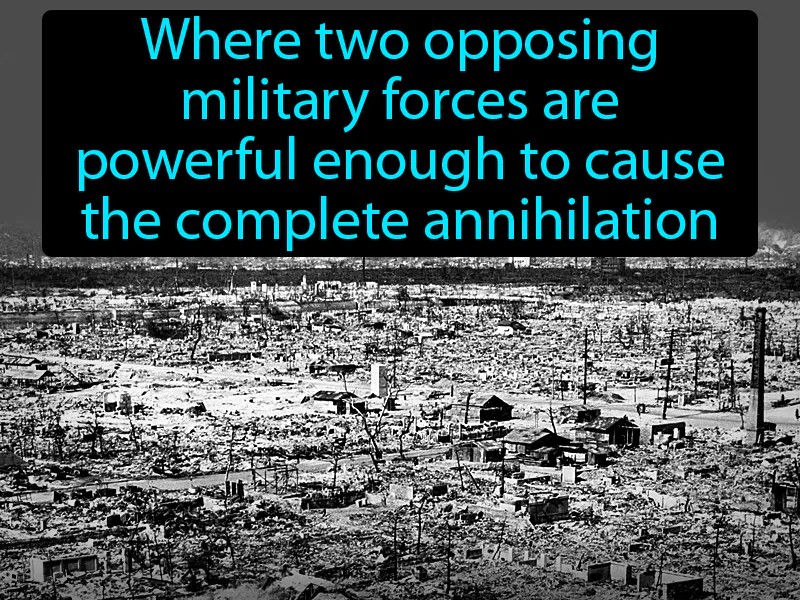 Where two opposing
military forces are
powerful enough to cause
the complete annihilation